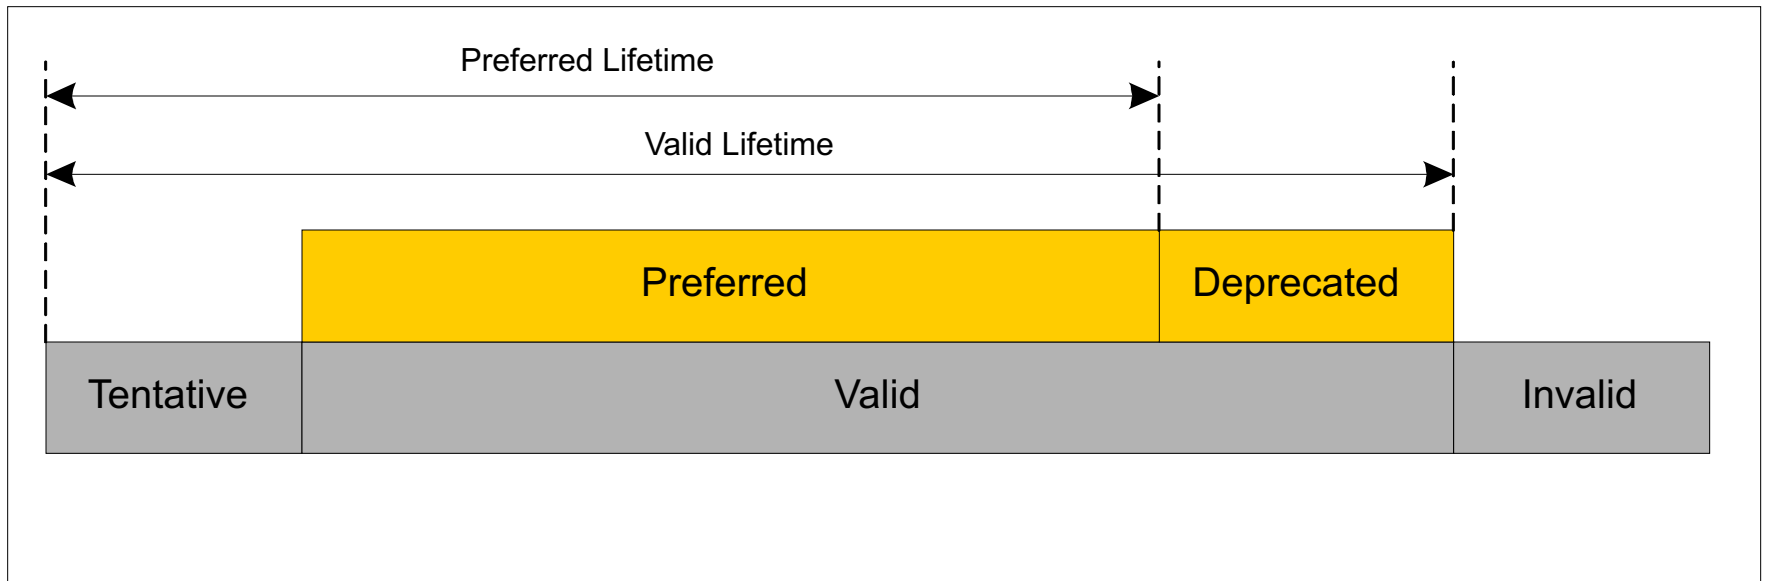 Preferred Lifetime
Valid Lifetime
Preferred
Deprecated
Tentative
Valid
Invalid